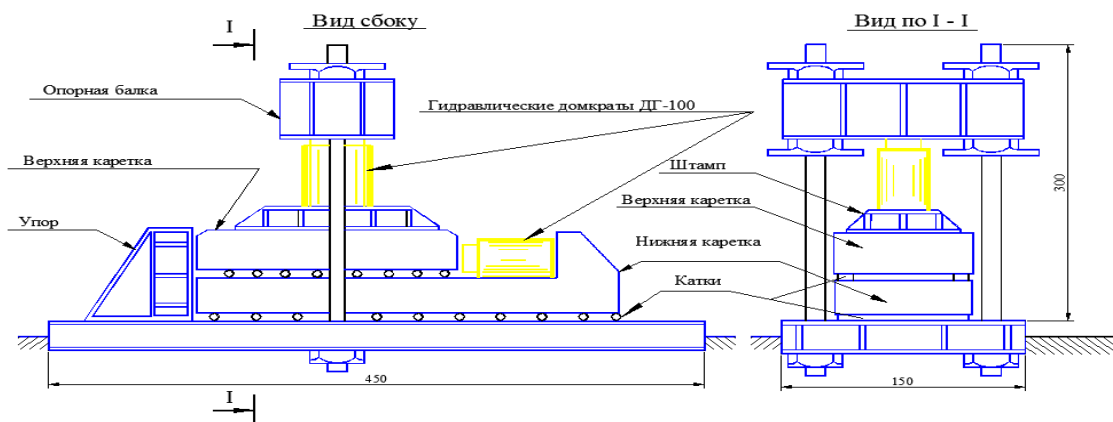 I
Вид сбоку
Вид по I - I
Опорная балка
Гидравлические домкраты ДГ-100
Верхняя каретка
Штамп
Верхняя каретка
Упор
Нижняя каретка
Катки
300
450
150
I